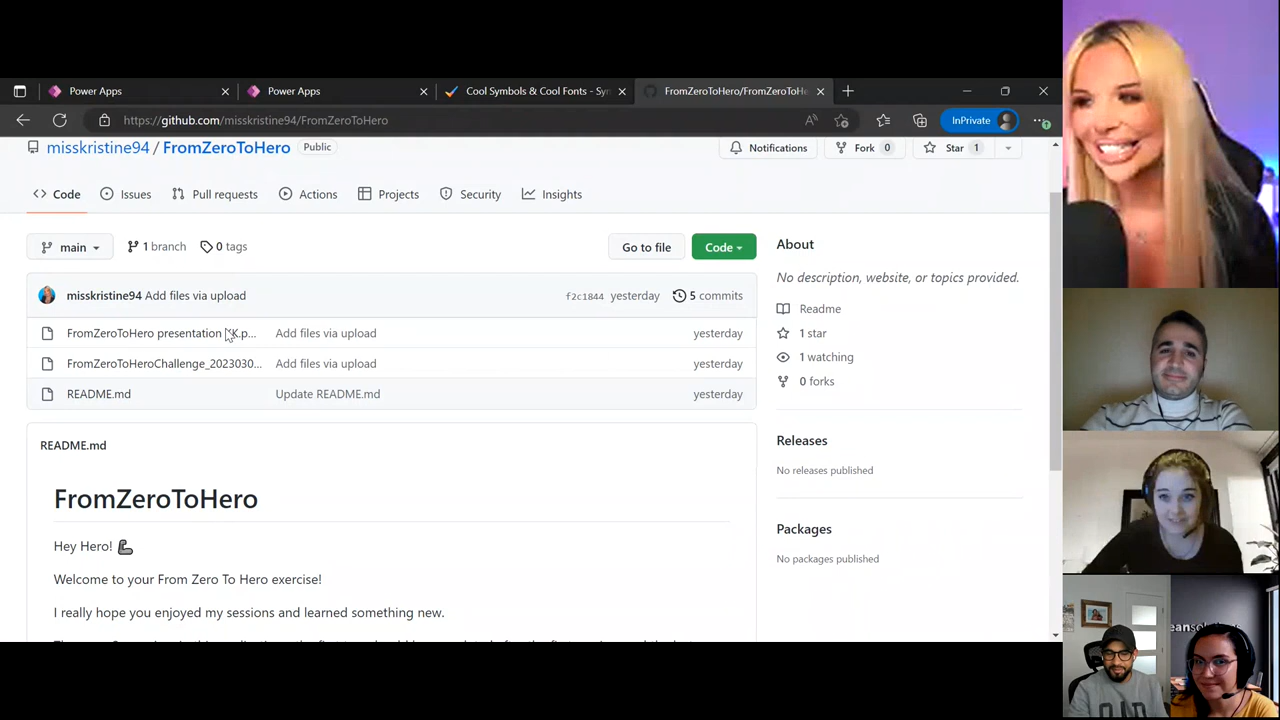 Power Apps
Power Apps
Cool Symbols & Cool Fonts - Syn
FromZeroToHero/FromZeroToHe
https://github.com/misskristine94/FromZeroToHero
InPrivate
misskristine94 / FromZeroToHero Public
Notifications
Fork 0
Star 1
Code
Issues
Pull requests
Actions
Projects
Security
Insights
main
1 branch
0 tags
Go to file
Code
About
No description, website, or topics provided.
misskristine94 Add files via upload
f2c1844 yesterday
5 commits
Readme
FromZeroToHero presentation K.p...
Add files via upload
yesterday
1 star
FromZeroToHeroChallenge_2023030...
Add files via upload
yesterday
1 watching
README.md
Update README.md
yesterday
0 forks
Releases
No releases published
README.md
FromZeroToHero
Packages
No packages published
Hey Hero!
Welcome to your From Zero To Hero exercise!
I really hope you enjoyed my sessions and learned something new.